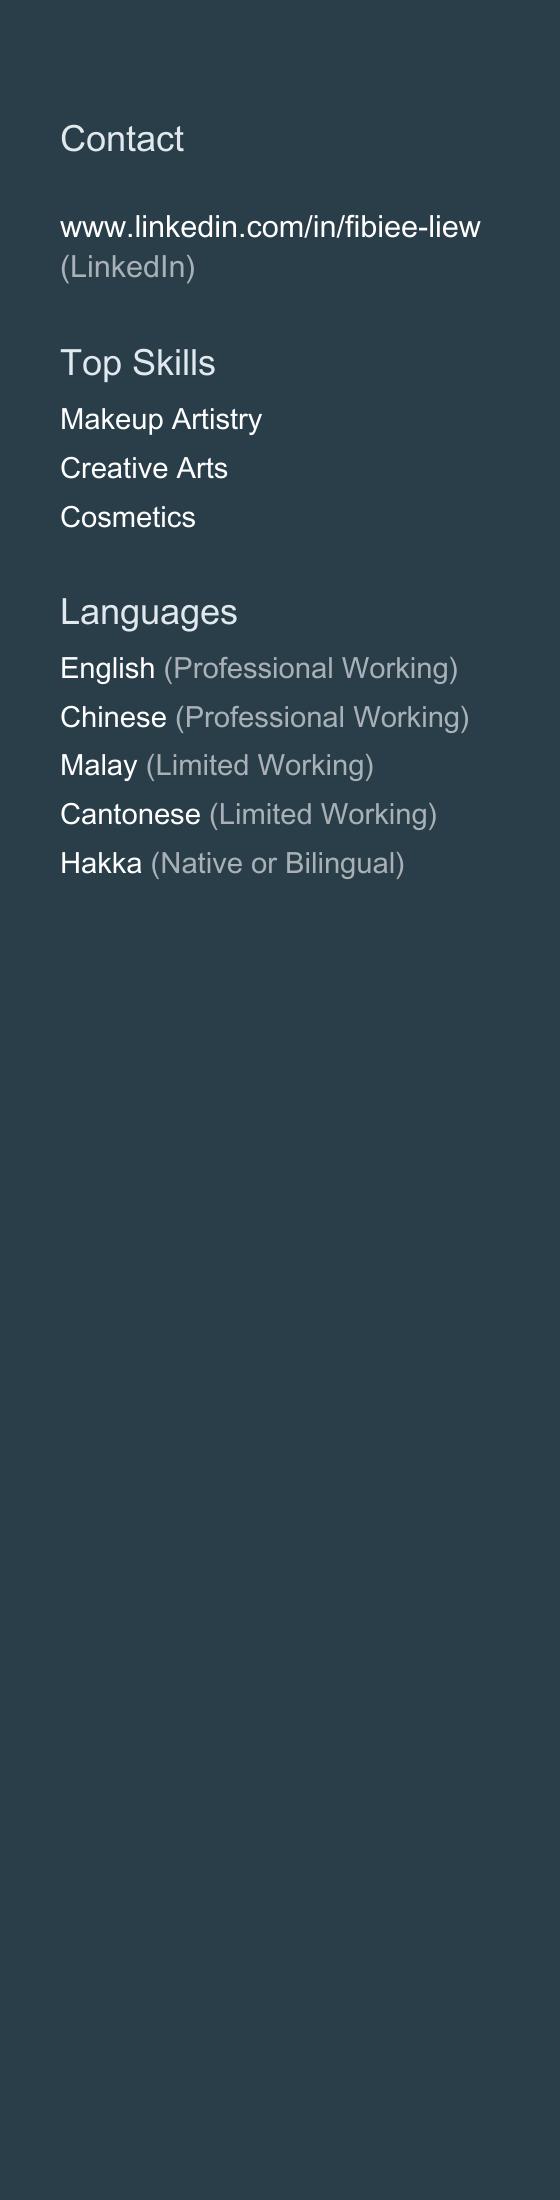 Contact
www.linkedin.com/in/fibiee-liew
(LinkedIn)
Top Skills
Makeup Artistry
Creative Arts
Cosmetics
Languages
English (Professional Working)
Chinese (Professional Working)
Malay (Limited Working)
Cantonese (Limited Working)
Hakka (Native or Bilingual)